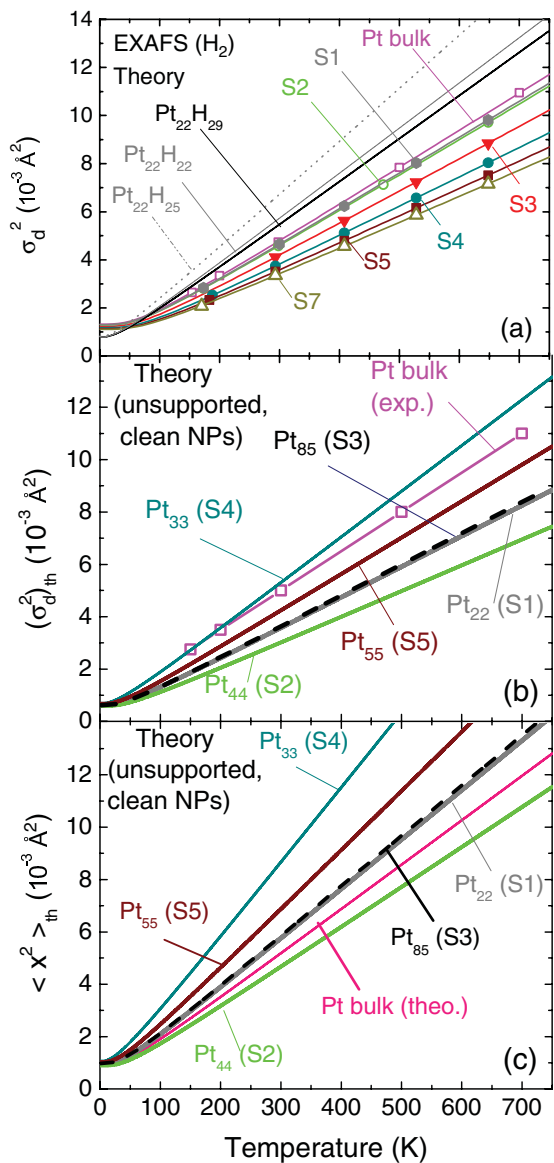 14
12
10
8
6
4
2
0
σd² (10⁻³ Å²)
EXAFS (H₂)
Theory
Pt₂₂H₂₉
Pt₂₂H₂₂
Pt₂₂H₂₅
S1
S2
Pt bulk
S3
S4
S5
S7
(a)
10
8
6
4
2
0
(σd²)th (10⁻³ Å²)
Theory
(unsupported,
clean NPs)
Pt bulk
(exp.)
Pt₈₅ (S3)
Pt₃₃ (S4)
Pt₂₂ (S1)
Pt₅₅ (S5)
Pt₄₄ (S2)
(b)
12
10
8
6
4
2
0
< x² >th (10⁻³ Å²)
Theory
(unsupported,
clean NPs)
Pt₃₃ (S4)
Pt₅₅ (S5)
Pt₂₂ (S1)
Pt₈₅ (S3)
Pt bulk (theo.)
Pt₄₄ (S2)
(c)
0 100 200 300 400 500 600 700
Temperature (K)